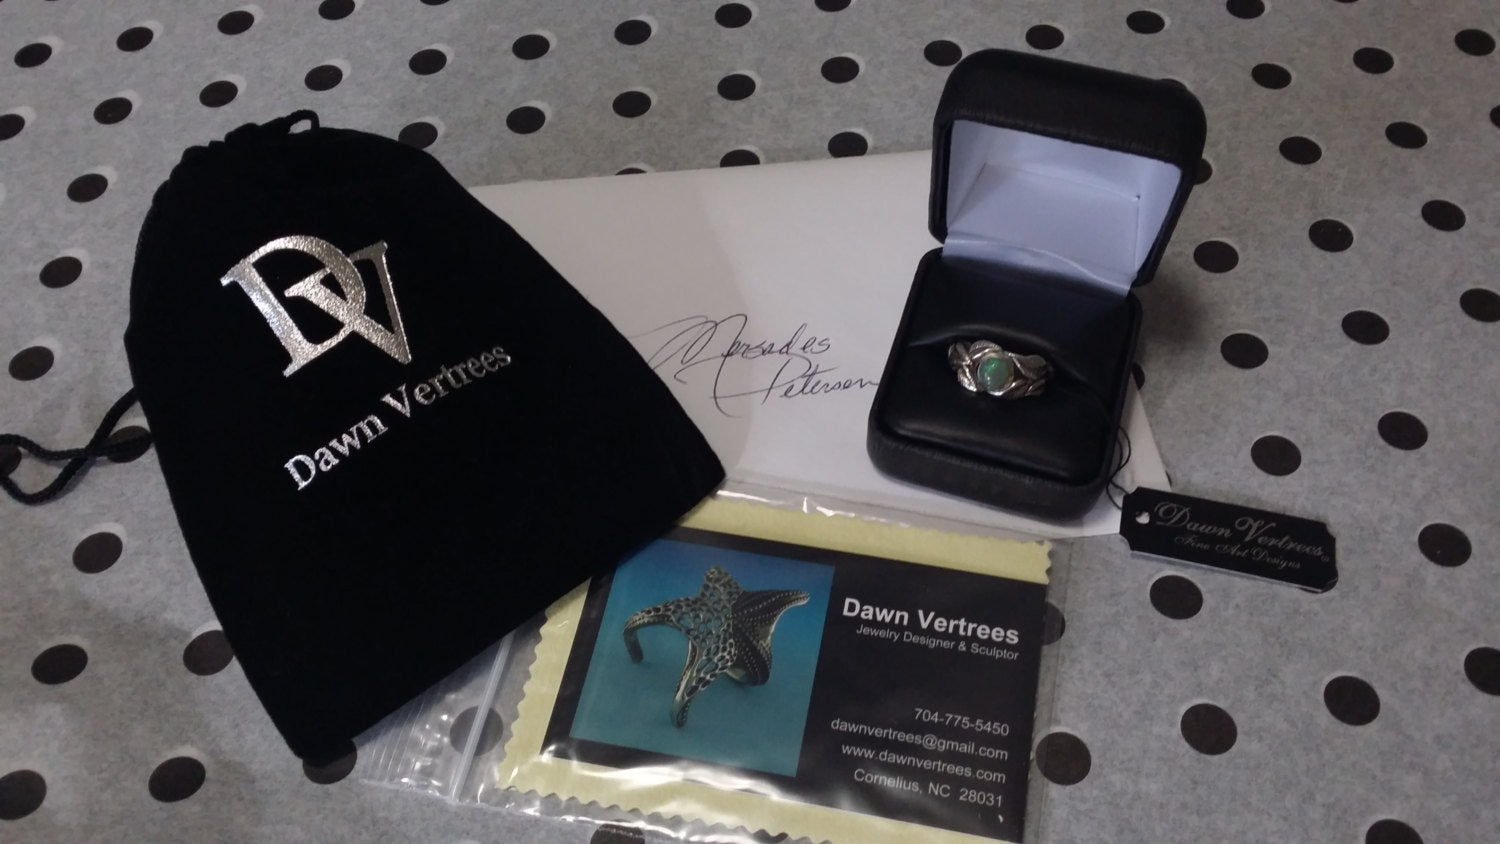 DV
Dawn Vertrees
Mersades
Petersen
Dawn Vertrees
Fine Art Designs
Dawn Vertrees
Jewelry Designer & Sculptor
704-775-5450
dawnvertrees@gmail.com
www.dawnvertrees.com
Cornelius, NC 28031